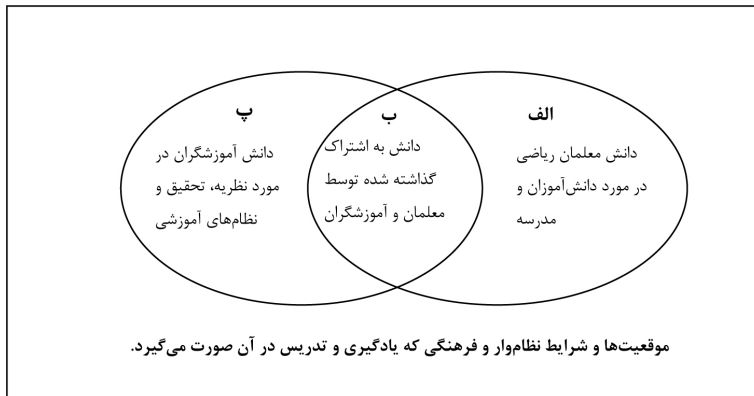 الف
دانش معلمان ریاضی
در مورد دانش‌آموزان و
مدرسه
ب
دانش به اشتراک
گذاشته شده توسط
معلمان و آموزشگران
پ
دانش آموزشگران در
مورد نظریه، تحقیق و
نظام‌های آموزشی
موقعیت‌ها و شرایط نظام‌وار و فرهنگی که یادگیری و تدریس در آن صورت می‌گیرد.